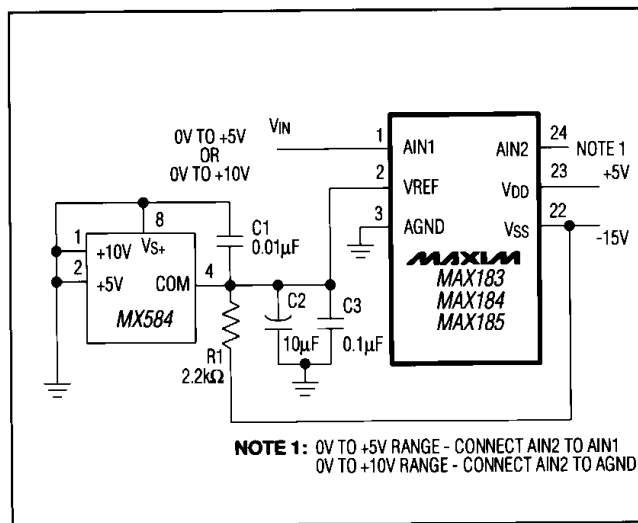 0V TO +5V
OR
0V TO +10V
VIN
1
AIN1
AIN2
24
NOTE 1
2
VREF
VDD
23
+5V
3
AGND
VSS
22
-15V
MAXIM
MAX183
MAX184
MAX185
1
+10V
8
VS+
2
+5V
COM
4
MX584
C1
0.01µF
C2
10µF
C3
0.1µF
R1
2.2kΩ
NOTE 1: 0V TO +5V RANGE - CONNECT AIN2 TO AIN1
0V TO +10V RANGE - CONNECT AIN2 TO AGND